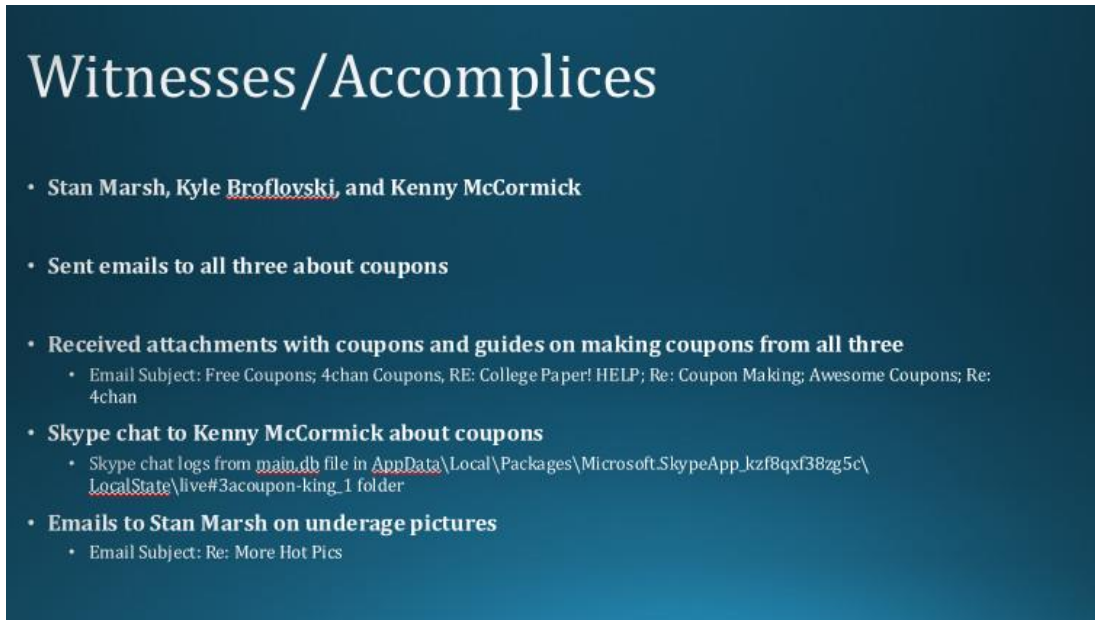 Witnesses/Accomplices
• Stan Marsh, Kyle Broflovski, and Kenny McCormick
• Sent emails to all three about coupons
• Received attachments with coupons and guides on making coupons from all three
• Email Subject: Free Coupons; 4chan Coupons, RE: College Paper! HELP; Re: Coupon Making; Awesome Coupons; Re:
4chan
• Skype chat to Kenny McCormick about coupons
• Skype chat logs from main.db file in AppData\Local\Packages\Microsoft.SkypeApp_kzf8qxf38zg5c\
LocalState\live#3acoupon-king_1 folder
• Emails to Stan Marsh on underage pictures
• Email Subject: Re: More Hot Pics